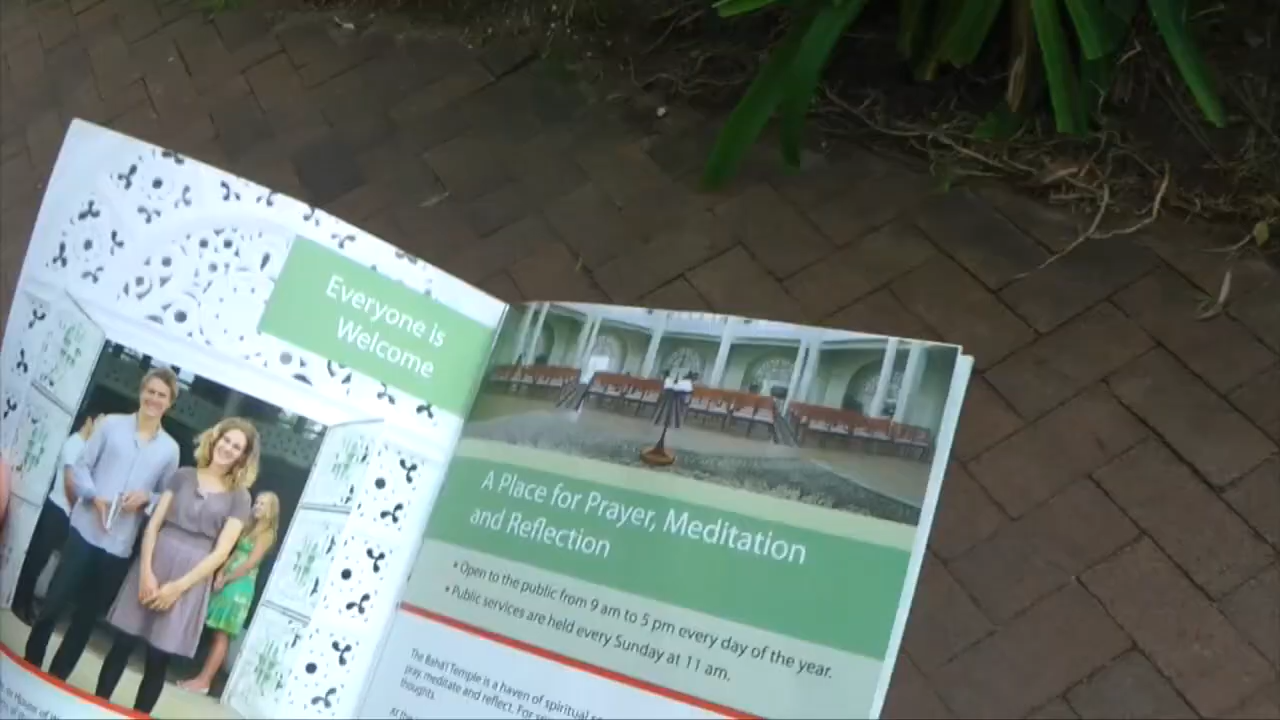 Everyone is
Welcome
A Place for Prayer, Meditation
and Reflection
• Open to the public from 9 am to 5 pm every day of the year.
• Public services are held every Sunday at 11 am.
The Bahá'í Temple is a haven of spiritual
pray, meditate and reflect. For
thoughts.
At the